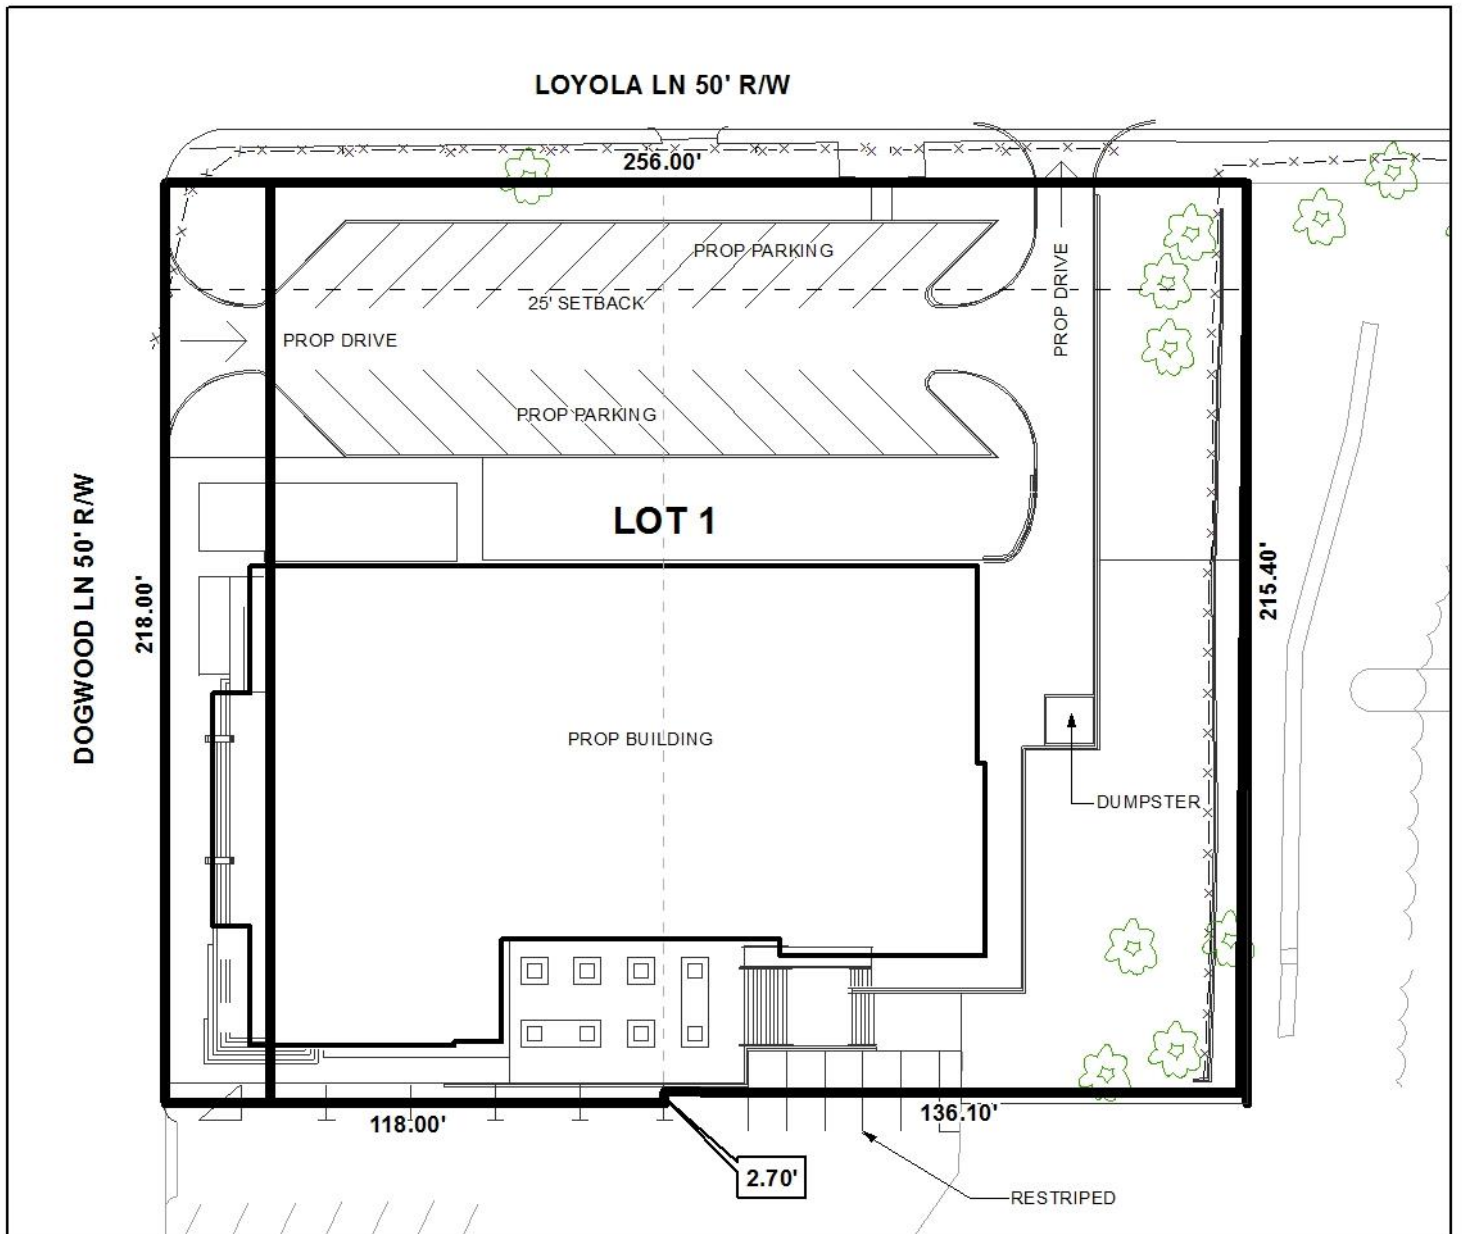 LOYOLA LN 50' R/W
256.00'
PROP PARKING
25' SETBACK
PROP DRIVE
PROP DRIVE
PROP PARKING
LOT 1
DOGWOOD LN 50' R/W
218.00'
215.40'
PROP BUILDING
DUMPSTER
118.00'
136.10'
2.70'
RESTRIPED